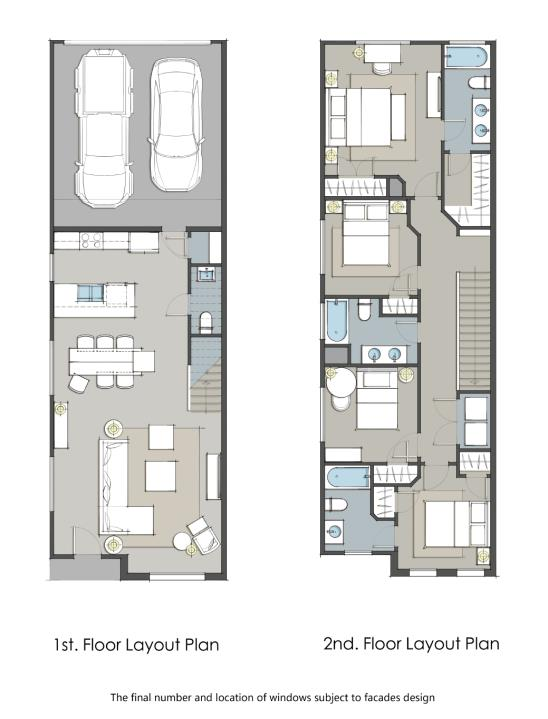 1st. Floor Layout Plan
2nd. Floor Layout Plan
The final number and location of windows subject to facades design